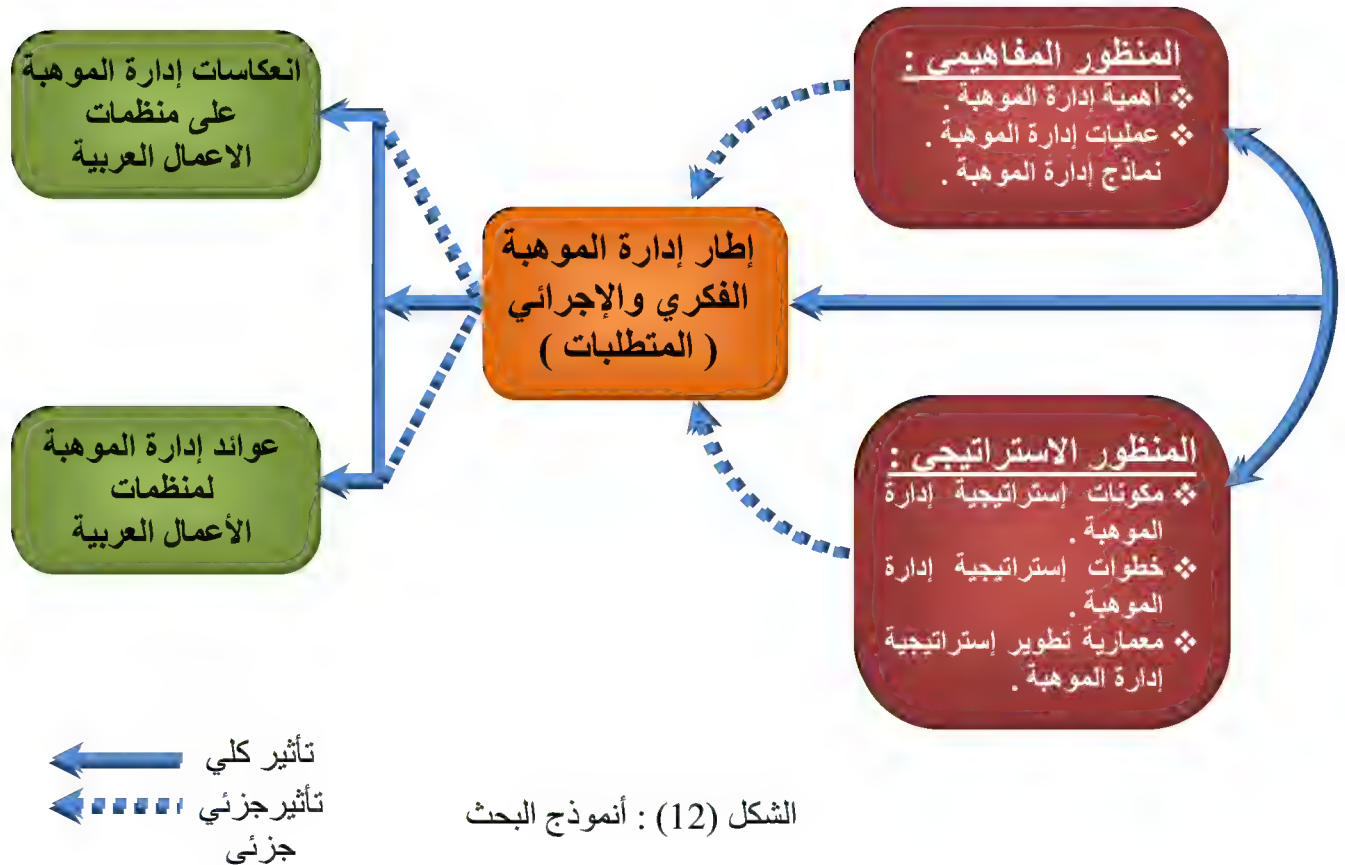 المنظور المفاهيمي :
❖ أهمية إدارة الموهبة .
❖ عمليات إدارة الموهبة .
نماذج إدارة الموهبة .
المنظور الاستراتيجي :
❖ مكونات إستراتيجية إدارة
الموهبة .
❖ خطوات إستراتيجية إدارة
الموهبة .
❖ معمارية تطوير إستراتيجية
إدارة الموهبة .
إطار إدارة الموهبة
الفكري والإجرائي
( المتطلبات )
انعكاسات إدارة الموهبة
على منظمات
الاعمال العربية
عوائد إدارة الموهبة
لمنظمات
الأعمال العربية
تأثير كلي
تأثيرجزئي
جزئي
الشكل (12) : أنموذج البحث